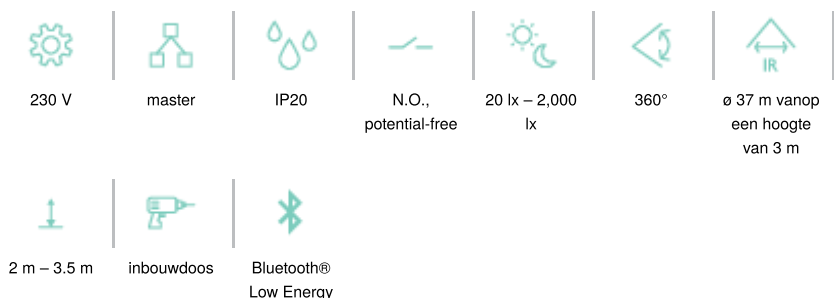 230 V
master
IP20
N.O.,
potential-free
20 lx – 2,000
lx
360°
IR
ø 37 m vanop
een hoogte
van 3 m
2 m – 3.5 m
inbouwdoos
Bluetooth®
Low Energy